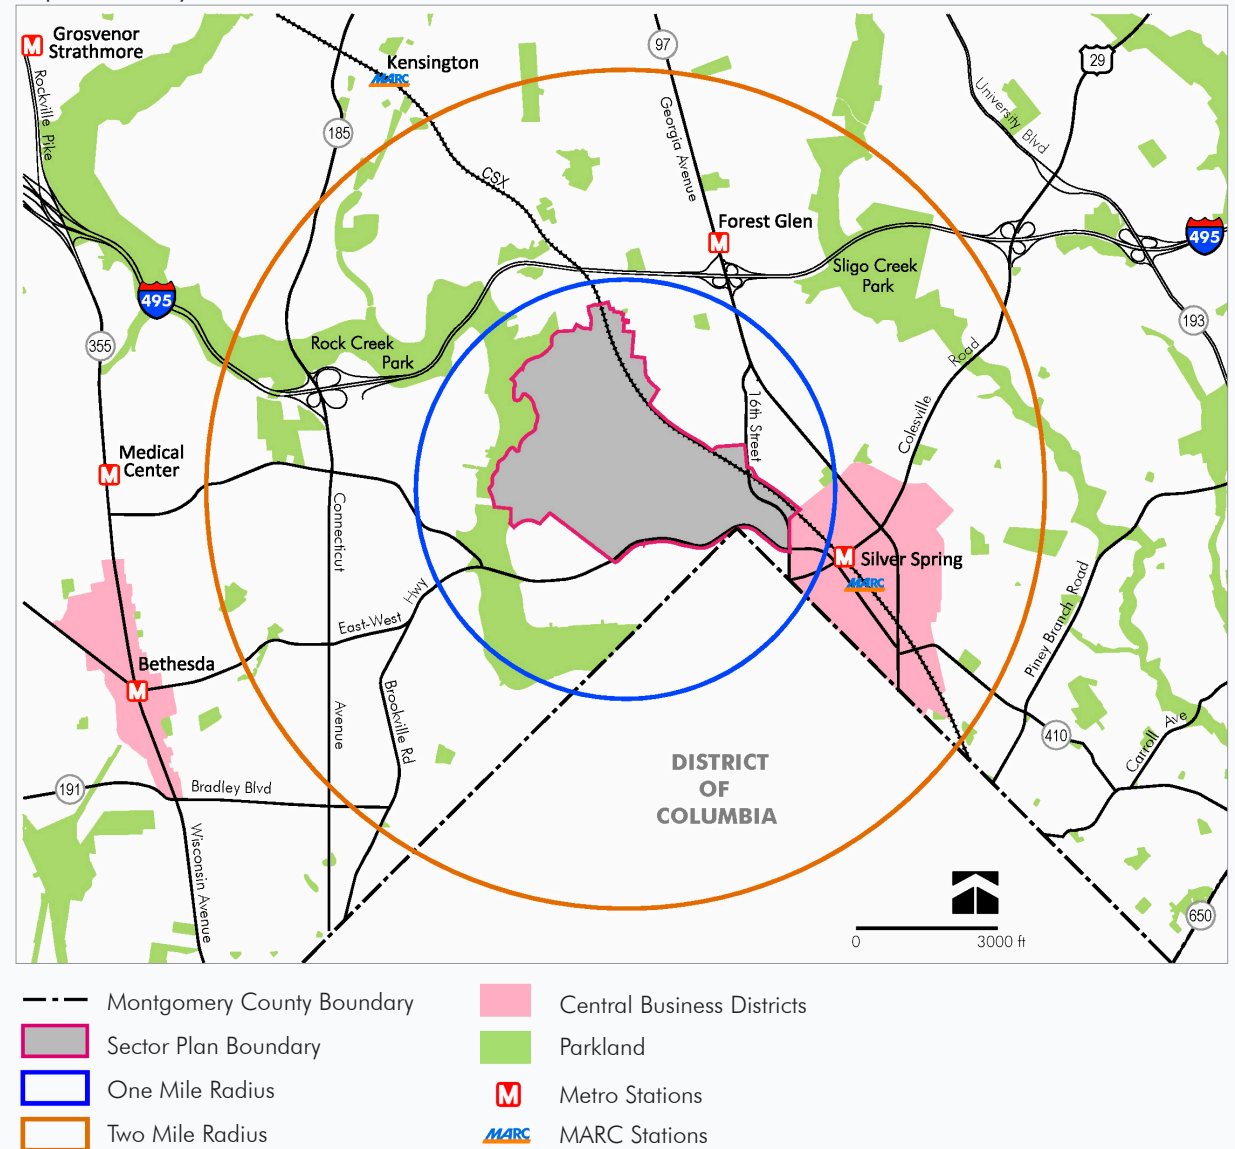 Grosvenor
Strathmore
M
Rockville Pike
Kensington
MARC
185
97
Georgia Avenue
29
University Blvd
CSX
Forest Glen
M
495
Sligo Creek
Park
495
193
355
Rock Creek
Park
Road
Colesville
16th Street
Medical
Center
M
Connecticut
Silver Spring
M
MARC
Hwy
East-West
Piney Branch Road
Bethesda
M
Brookville Rd
Avenue
410
Carroll Ave
DISTRICT
OF
COLUMBIA
191
Bradley Blvd
Wisconsin Avenue
650
0 3000 ft
Montgomery County Boundary
Sector Plan Boundary
One Mile Radius
Two Mile Radius
Central Business Districts
Parkland
M Metro Stations
MARC MARC Stations